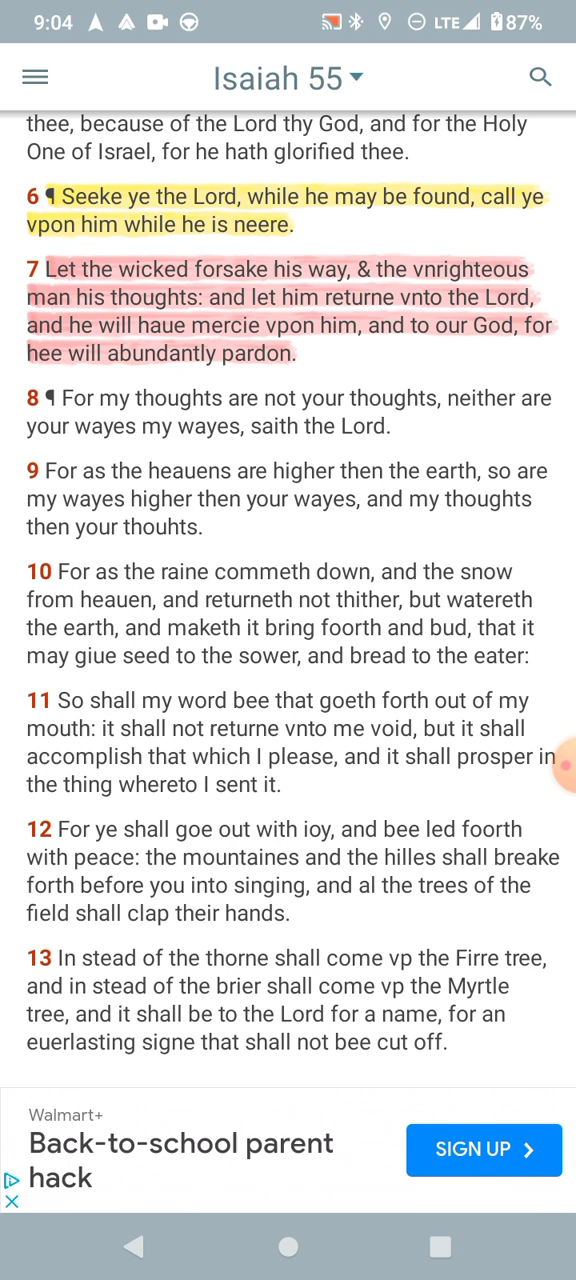 9:04 LTE 87%
Isaiah 55
thee, because of the Lord thy God, and for the Holy
One of Israel, for he hath glorified thee.
6 ¶ Seeke ye the Lord, while he may be found, call ye
vpon him while he is neere.
7 Let the wicked forsake his way, & the vnrighteous
man his thoughts: and let him returne vnto the Lord,
and he will haue mercie vpon him, and to our God, for
hee will abundantly pardon.
8 ¶ For my thoughts are not your thoughts, neither are
your wayes my wayes, saith the Lord.
9 For as the heauens are higher then the earth, so are
my wayes higher then your wayes, and my thoughts
then your thouhts.
10 For as the raine commeth down, and the snow
from heauen, and returneth not thither, but watereth
the earth, and maketh it bring foorth and bud, that it
may giue seed to the sower, and bread to the eater:
11 So shall my word bee that goeth forth out of my
mouth: it shall not returne vnto me void, but it shall
accomplish that which I please, and it shall prosper in
the thing whereto I sent it.
12 For ye shall goe out with ioy, and bee led foorth
with peace: the mountaines and the hilles shall breake
forth before you into singing, and al the trees of the
field shall clap their hands.
13 In stead of the thorne shall come vp the Firre tree,
and in stead of the brier shall come vp the Myrtle
tree, and it shall be to the Lord for a name, for an
euerlasting signe that shall not bee cut off.
Walmart+
Back-to-school parent
hack
SIGN UP